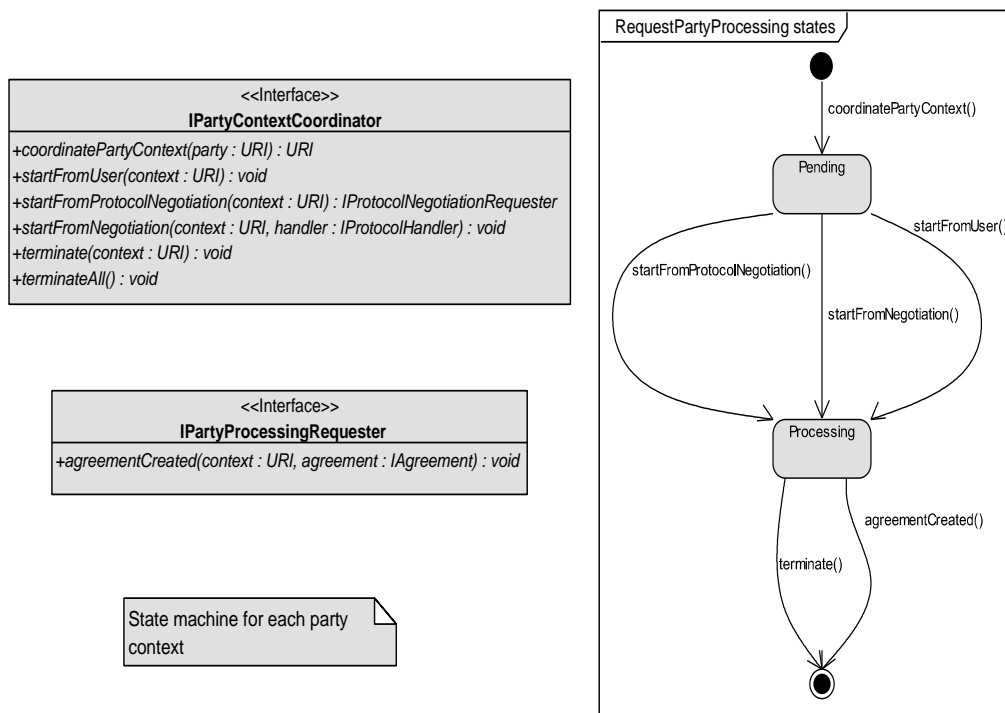 <<Interface>>
IPartyContextCoordinator
+coordinatePartyContext(party : URI) : URI
+startFromUser(context : URI) : void
+startFromProtocolNegotiation(context : URI) : IProtocolNegotiationRequester
+startFromNegotiation(context : URI, handler : IProtocolHandler) : void
+terminate(context : URI) : void
+terminateAll() : void
<<Interface>>
IPartyProcessingRequester
+agreementCreated(context : URI, agreement : IAgreement) : void
State machine for each party
context
RequestPartyProcessing states
coordinatePartyContext()
Pending
startFromUser()
startFromProtocolNegotiation()
startFromNegotiation()
Processing
agreementCreated()
terminate()